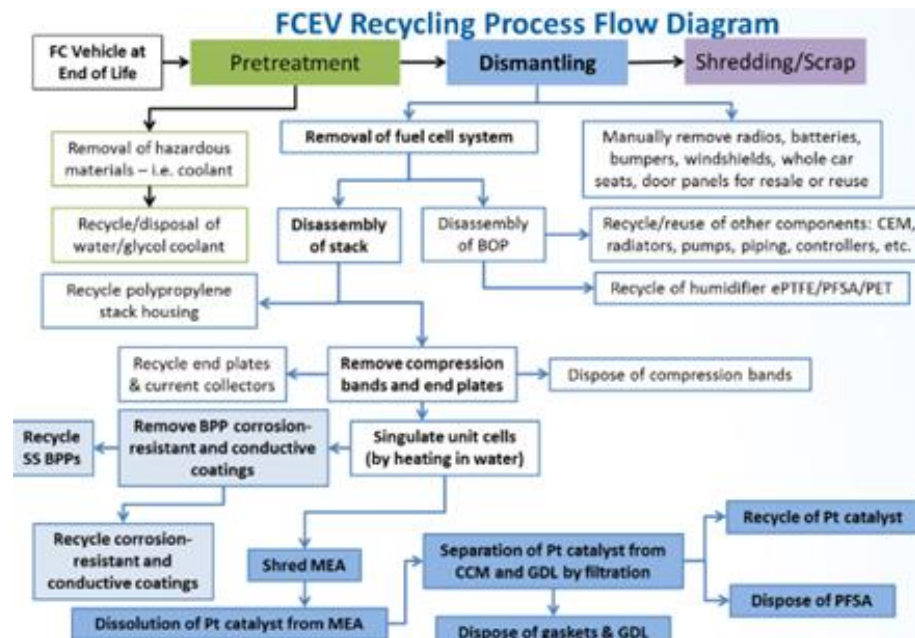 FCEV Recycling Process Flow Diagram
FC Vehicle at
End of Life
Pretreatment
Dismantling
Shredding/Scrap
Removal of hazardous
materials – i.e. coolant
Recycle/disposal of
water/glycol coolant
Removal of fuel cell system
Manually remove radios, batteries,
bumpers, windshields, whole car
seats, door panels for resale or reuse
Disassembly
of stack
Disassembly
of BOP
Recycle/reuse of other components: CEM,
radiators, pumps, piping, controllers, etc.
Recycle of humidifier ePTFE/PFSA/PET
Recycle polypropylene
stack housing
Recycle end plates
& current collectors
Remove compression
bands and end plates
Dispose of compression bands
Recycle
SS BPPs
Remove BPP corrosion-
resistant and conductive
coatings
Singulate unit cells
(by heating in water)
Recycle corrosion-
resistant and
conductive coatings
Shred MEA
Dissolution of Pt catalyst from MEA
Separation of Pt catalyst from
CCM and GDL by filtration
Recycle of Pt catalyst
Dispose of PFSA
Dispose of gaskets & GDL